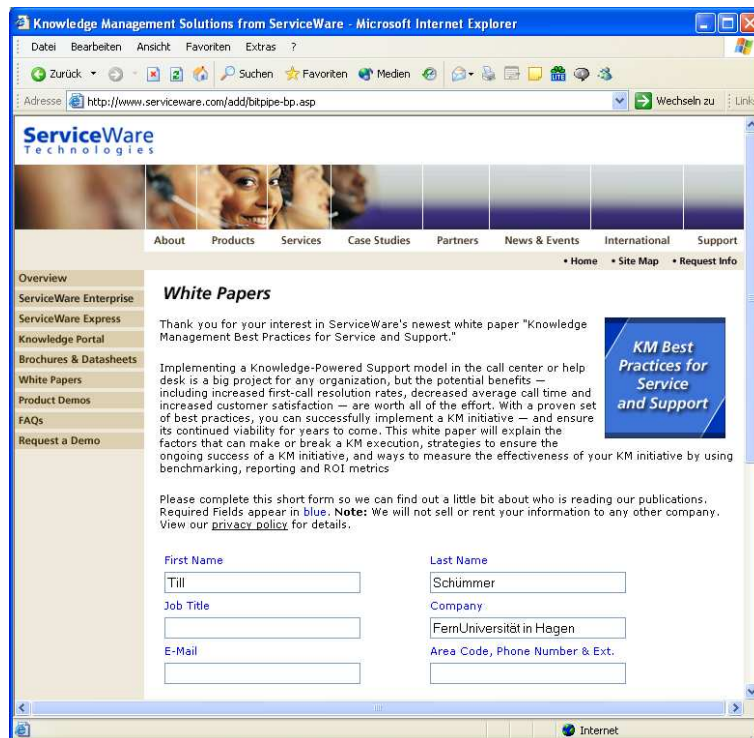 Knowledge Management Solutions from ServiceWare - Microsoft Internet Explorer
Datei Bearbeiten Ansicht Favoriten Extras ?
Zurück Suchen Favoriten Medien
Adresse http://www.serviceware.com/add/bitpipe-bp.asp Wechseln zu Links
ServiceWare
Technologies
About Products Services Case Studies Partners News & Events International Support
• Home • Site Map • Request Info
Overview
ServiceWare Enterprise
ServiceWare Express
Knowledge Portal
Brochures & Datasheets
White Papers
Product Demos
FAQs
Request a Demo
White Papers
Thank you for your interest in ServiceWare's newest white paper "Knowledge
Management Best Practices for Service and Support."
KM Best
Practices for
Service
and Support
Implementing a Knowledge-Powered Support model in the call center or help
desk is a big project for any organization, but the potential benefits —
including increased first-call resolution rates, decreased average call time and
increased customer satisfaction — are worth all of the effort. With a proven set
of best practices, you can successfully implement a KM initiative — and ensure
its continued viability for years to come. This white paper will explain the
factors that can make or break a KM execution, strategies to ensure the
ongoing success of a KM initiative, and ways to measure the effectiveness of your KM initiative by using
benchmarking, reporting and ROI metrics
Please complete this short form so we can find out a little bit about who is reading our publications.
Required Fields appear in blue. Note: We will not sell or rent your information to any other company.
View our privacy policy for details.
First Name Last Name
Till Schümmer
Job Title Company
FernUniversität in Hagen
E-Mail Area Code, Phone Number & Ext.
Internet